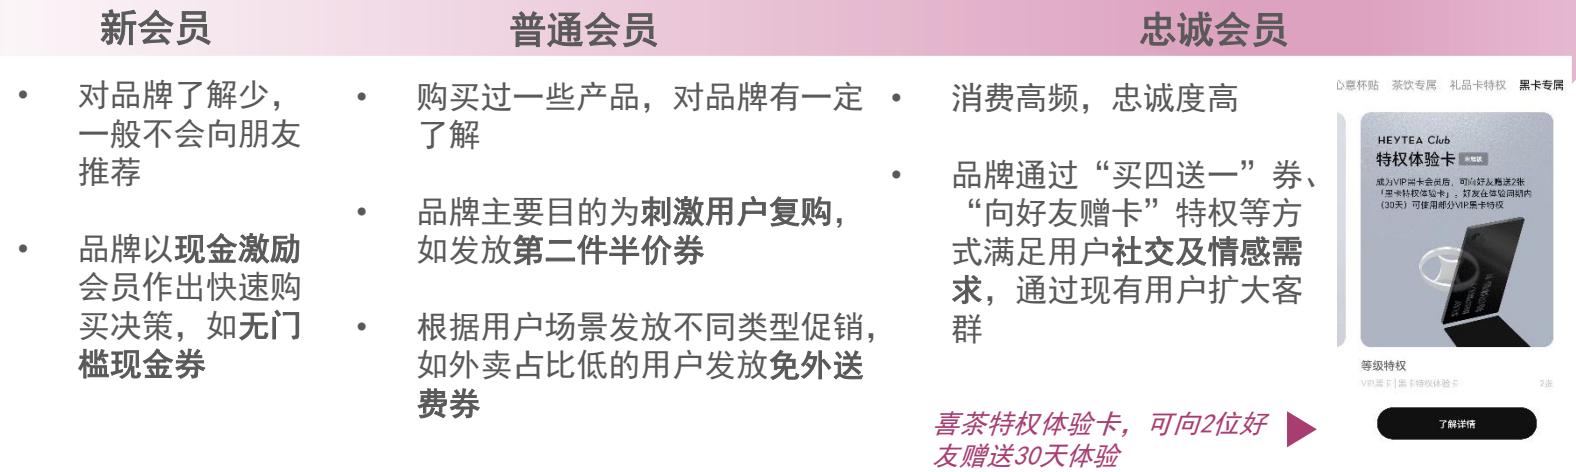 新会员
普通会员
忠诚会员
• 对品牌了解少，
一般不会向朋友
推荐
• 品牌以现金激励
会员作出快速购
买决策，如无门
槛现金券
• 购买过一些产品，对品牌有一定
了解
• 品牌主要目的为刺激用户复购，
如发放第二件半价券
• 根据用户场景发放不同类型促销，
如外卖占比低的用户发放免外送
费券
• 消费高频，忠诚度高
• 品牌通过“买四送一”券、
“向好友赠卡”特权等方
式满足用户社交及情感需
求，通过现有用户扩大客
群
喜茶特权体验卡，可向2位好
友赠送30天体验
心意杯贴 茶饮专属 礼品卡特权 黑卡专属
HEYTEA Club
特权体验卡
成为VIP黑卡会员后，可向好友赠送2张
「黑卡特权体验卡」，好友在体验周期内
（30天）可使用部分VIP黑卡特权
等级特权
VIP黑卡|黑卡特权体验卡 2张
了解详情